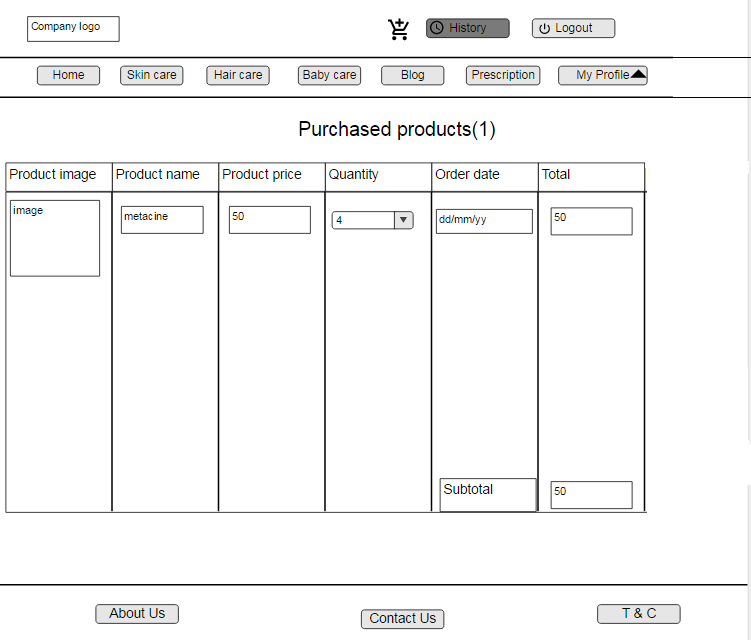 Company logo
History
Logout
Home
Skin care
Hair care
Baby care
Blog
Prescription
My Profile
Purchased products(1)
Product image
Product name
Product price
Quantity
Order date
Total
image
metacine
50
4
dd/mm/yy
50
Subtotal
50
About Us
Contact Us
T & C